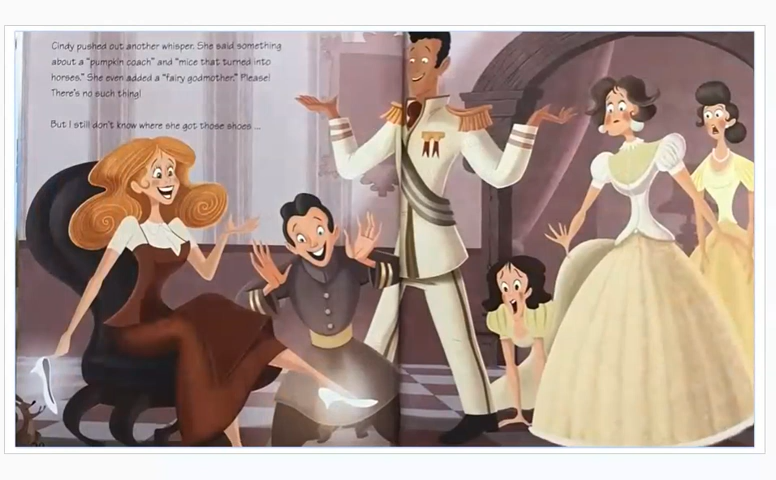 Cindy pushed out another whisper. She said something
about a "pumpkin coach" and "mice that turned into
horses." She even added a "fairy godmother." Please!
There's no such thing!
But I still don't know where she got those shoes ...